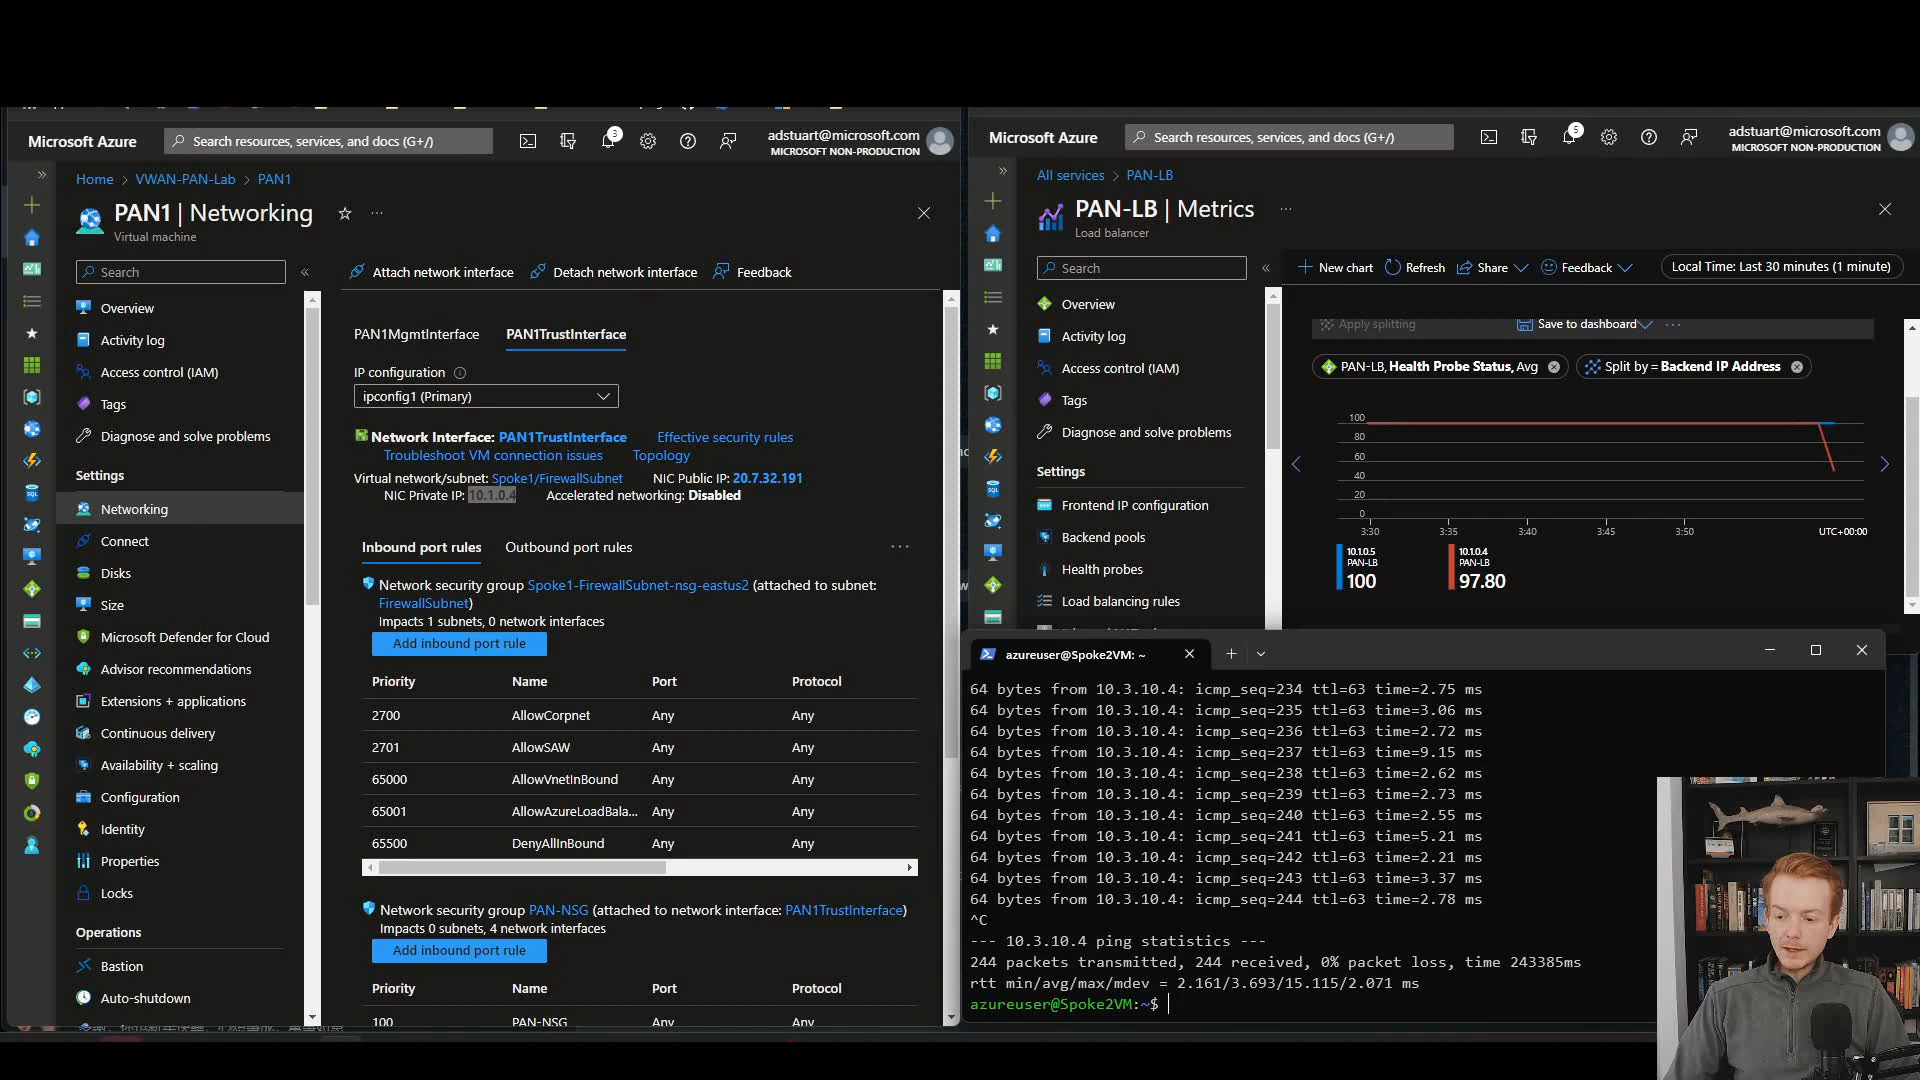 Microsoft Azure
Search resources, services, and docs (G+/)
3
adstuart@microsoft.com
MICROSOFT NON-PRODUCTION
Home > VWAN-PAN-Lab > PAN1
PAN1 | Networking
Virtual machine
Search
Overview
Activity log
Access control (IAM)
Tags
Diagnose and solve problems
Settings
Networking
Connect
Disks
Size
Microsoft Defender for Cloud
Advisor recommendations
Extensions + applications
Continuous delivery
Availability + scaling
Configuration
Identity
Properties
Locks
Operations
Bastion
Auto-shutdown
Attach network interface
Detach network interface
Feedback
PAN1MgmtInterface
PAN1TrustInterface
IP configuration
ipconfig1 (Primary)
Network Interface: PAN1TrustInterface Effective security rules
Troubleshoot VM connection issues Topology
Virtual network/subnet: Spoke1/FirewallSubnet NIC Public IP: 20.7.32.191
NIC Private IP: 10.1.0.4 Accelerated networking: Disabled
Inbound port rules
Outbound port rules
Network security group Spoke1-FirewallSubnet-nsg-eastus2 (attached to subnet:
FirewallSubnet)
Impacts 1 subnets, 0 network interfaces
Add inbound port rule
Priority Name Port Protocol
2700 AllowCorpnet Any Any
2701 AllowSAW Any Any
65000 AllowVnetInBound Any Any
65001 AllowAzureLoadBala... Any Any
65500 DenyAllInBound Any Any
Network security group PAN-NSG (attached to network interface: PAN1TrustInterface)
Impacts 0 subnets, 4 network interfaces
Add inbound port rule
Priority Name Port Protocol
100 PAN-NSG Any Any
Microsoft Azure
Search resources, services, and docs (G+/)
5
adstuart@microsoft.com
MICROSOFT NON-PRODUCTION
All services > PAN-LB
PAN-LB | Metrics
Load balancer
Search
Overview
Activity log
Access control (IAM)
Tags
Diagnose and solve problems
Settings
Frontend IP configuration
Backend pools
Health probes
Load balancing rules
New chart
Refresh
Share
Feedback
Local Time: Last 30 minutes (1 minute)
Apply splitting
Save to dashboard
PAN-LB, Health Probe Status, Avg
Split by = Backend IP Address
100
80
60
40
20
0
3:30 3:35 3:40 3:45 3:50 UTC+00:00
10.1.0.5
PAN-LB
100
10.1.0.4
PAN-LB
97.80
azureuser@Spoke2VM: ~
64 bytes from 10.3.10.4: icmp_seq=234 ttl=63 time=2.75 ms
64 bytes from 10.3.10.4: icmp_seq=235 ttl=63 time=3.06 ms
64 bytes from 10.3.10.4: icmp_seq=236 ttl=63 time=2.72 ms
64 bytes from 10.3.10.4: icmp_seq=237 ttl=63 time=9.15 ms
64 bytes from 10.3.10.4: icmp_seq=238 ttl=63 time=2.62 ms
64 bytes from 10.3.10.4: icmp_seq=239 ttl=63 time=2.73 ms
64 bytes from 10.3.10.4: icmp_seq=240 ttl=63 time=2.55 ms
64 bytes from 10.3.10.4: icmp_seq=241 ttl=63 time=5.21 ms
64 bytes from 10.3.10.4: icmp_seq=242 ttl=63 time=2.21 ms
64 bytes from 10.3.10.4: icmp_seq=243 ttl=63 time=3.37 ms
64 bytes from 10.3.10.4: icmp_seq=244 ttl=63 time=2.78 ms
^C
--- 10.3.10.4 ping statistics ---
244 packets transmitted, 244 received, 0% packet loss, time 243385ms
rtt min/avg/max/mdev = 2.161/3.693/15.115/2.071 ms
azureuser@Spoke2VM:~$